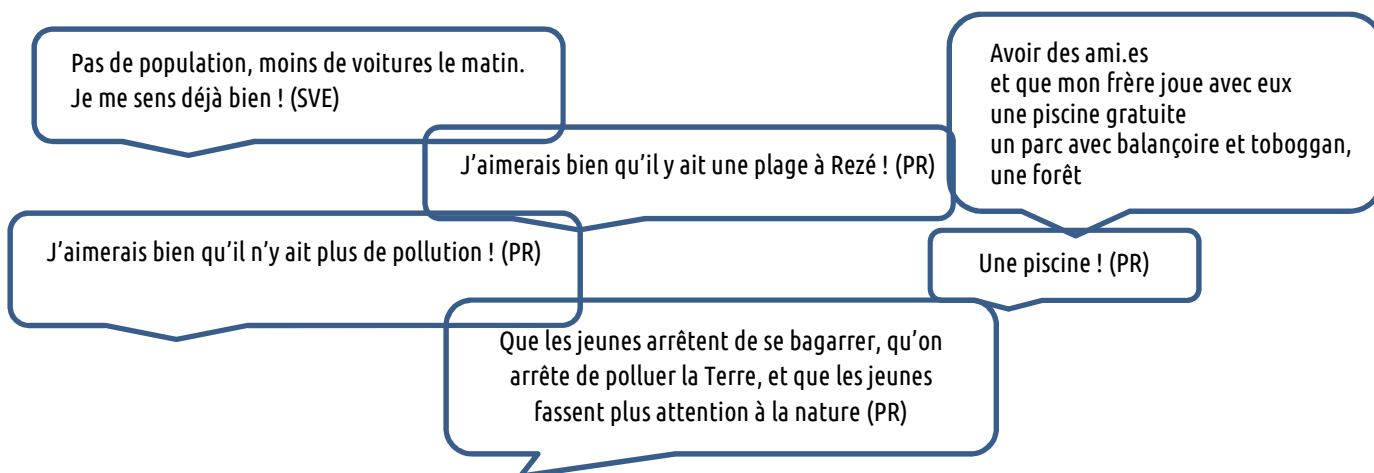 Pas de population, moins de voitures le matin.
Je me sens déjà bien ! (SVE)
Avoir des ami.es
et que mon frère joue avec eux
une piscine gratuite
un parc avec balançoire et toboggan,
une forêt
J'aimerais bien qu'il y ait une plage à Rezé ! (PR)
J'aimerais bien qu'il n'y ait plus de pollution ! (PR)
Une piscine ! (PR)
Que les jeunes arrêtent de se bagarrer, qu'on
arrête de polluer la Terre, et que les jeunes
fassent plus attention à la nature (PR)